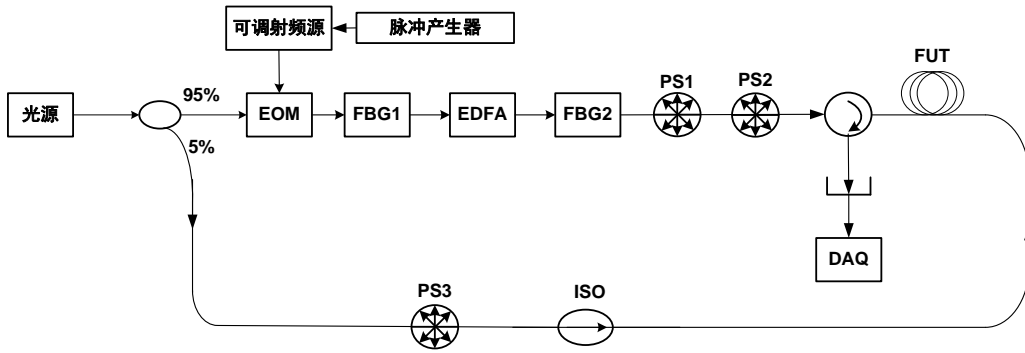 可调射频源
脉冲产生器
FUT
PS1
PS2
光源
95%
EOM
FBG1
EDFA
FBG2
5%
DAQ
PS3
ISO